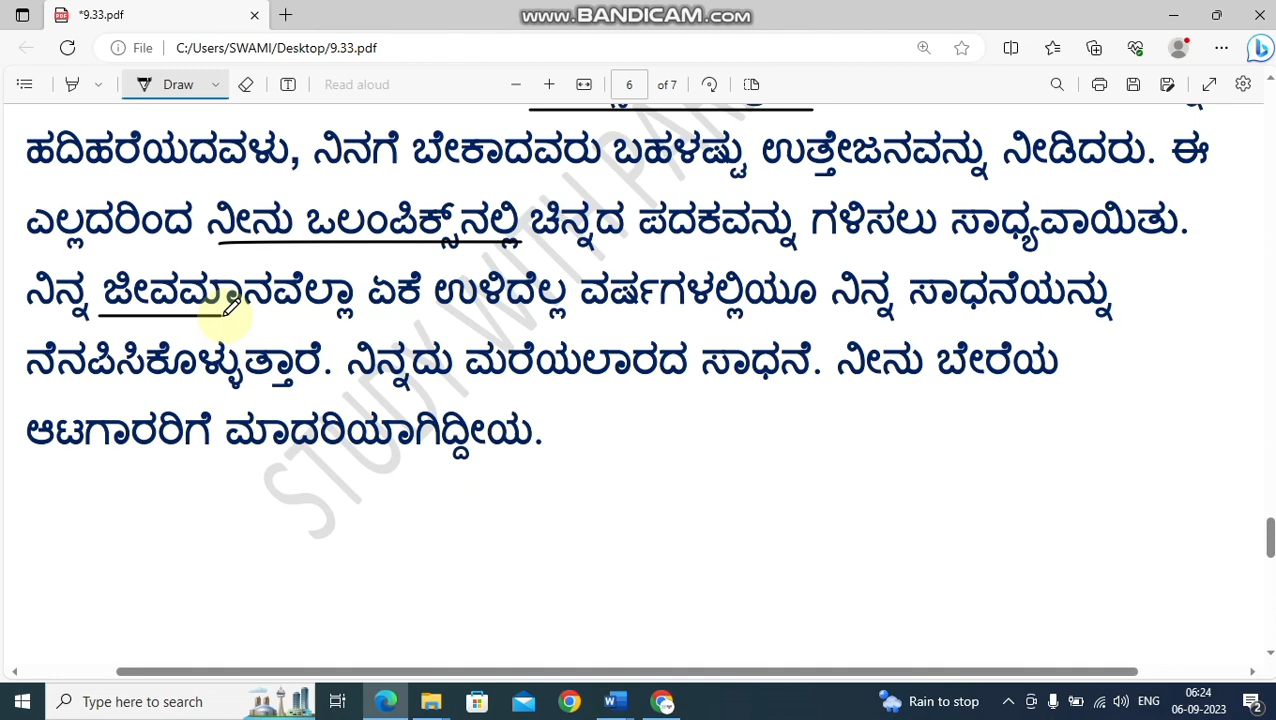 *9.33.pdf
www.BANDICAM.com
File C:/Users/SWAMI/Desktop/9.33.pdf
Draw Read aloud 6 of 7
ಹದಿಹರೆಯದವಳು, ನಿನಗೆ ಬೇಕಾದವರು ಬಹಳಷ್ಟು ಉತ್ತೇಜನವನ್ನು ನೀಡಿದರು. ಈ
ಎಲ್ಲದರಿಂದ ನೀನು ಒಲಂಪಿಕ್ಸ್‌ನಲ್ಲಿ ಚಿನ್ನದ ಪದಕವನ್ನು ಗಳಿಸಲು ಸಾಧ್ಯವಾಯಿತು.
ನಿನ್ನ ಜೀವಮಾನವೆಲ್ಲಾ ಏಕೆ ಉಳಿದೆಲ್ಲ ವರ್ಷಗಳಲ್ಲಿಯೂ ನಿನ್ನ ಸಾಧನೆಯನ್ನು
ನೆನಪಿಸಿಕೊಳ್ಳುತ್ತಾರೆ. ನಿನ್ನದು ಮರೆಯಲಾರದ ಸಾಧನೆ. ನೀನು ಬೇರೆಯ
ಆಟಗಾರರಿಗೆ ಮಾದರಿಯಾಗಿದ್ದೀಯ.
STUDY WITH
Type here to search
Rain to stop ENG 06:24
06-09-2023 2